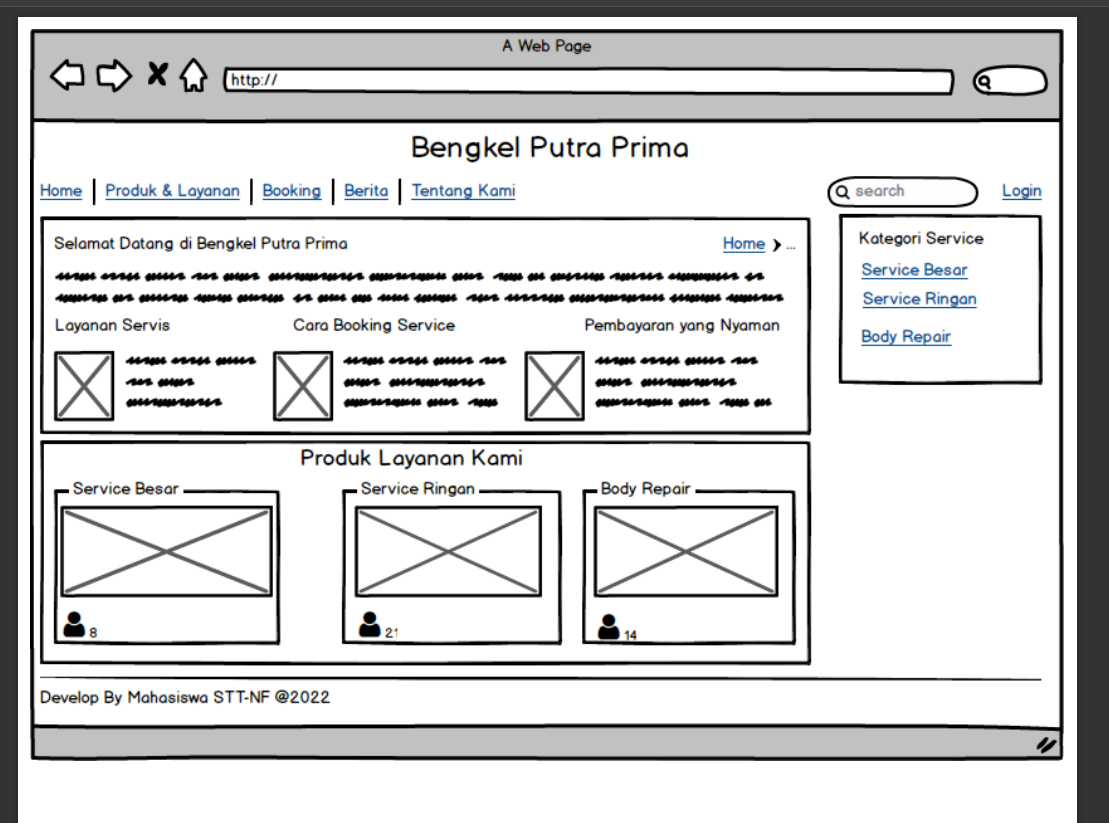 A Web Page
http://
Bengkel Putra Prima
Home Produk & Layanan Booking Berita Tentang Kami search Login
Selamat Datang di Bengkel Putra Prima Home ...
Layanan Servis Cara Booking Service Pembayaran yang Nyaman
Kategori Service
Service Besar
Service Ringan
Body Repair
Produk Layanan Kami
Service Besar Service Ringan Body Repair
8 21 14
Develop By Mahasiswa STT-NF @2022